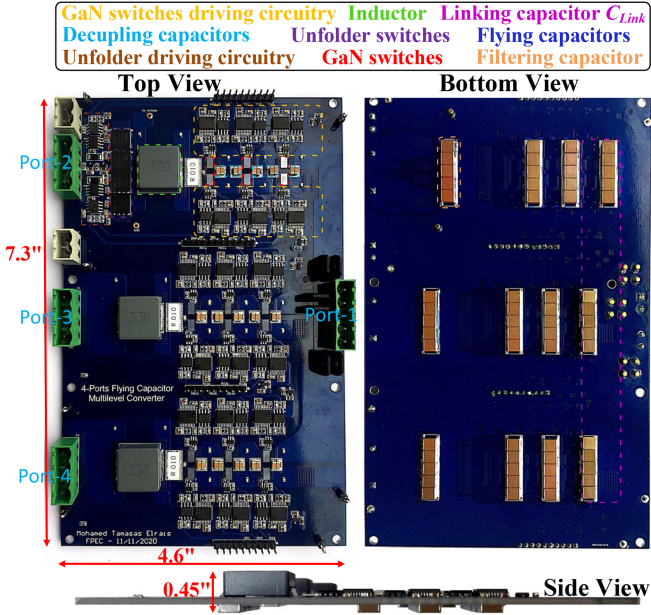 GaN switches driving circuitry Inductor Linking capacitor CLink
Decupling capacitors Unfolder switches Flying capacitors
Unfolder driving circuitry GaN switches Filtering capacitor
Top View Bottom View
Port-2
330
R010
7.3"
Port-3
330
R010
Port-1
4-Ports Flying Capacitor
Multilevel Converter
Port-4
330
R010
Mohamed Tamasas Elrais
FPEC - 11/11/2020
4.6"
0.45"
Side View